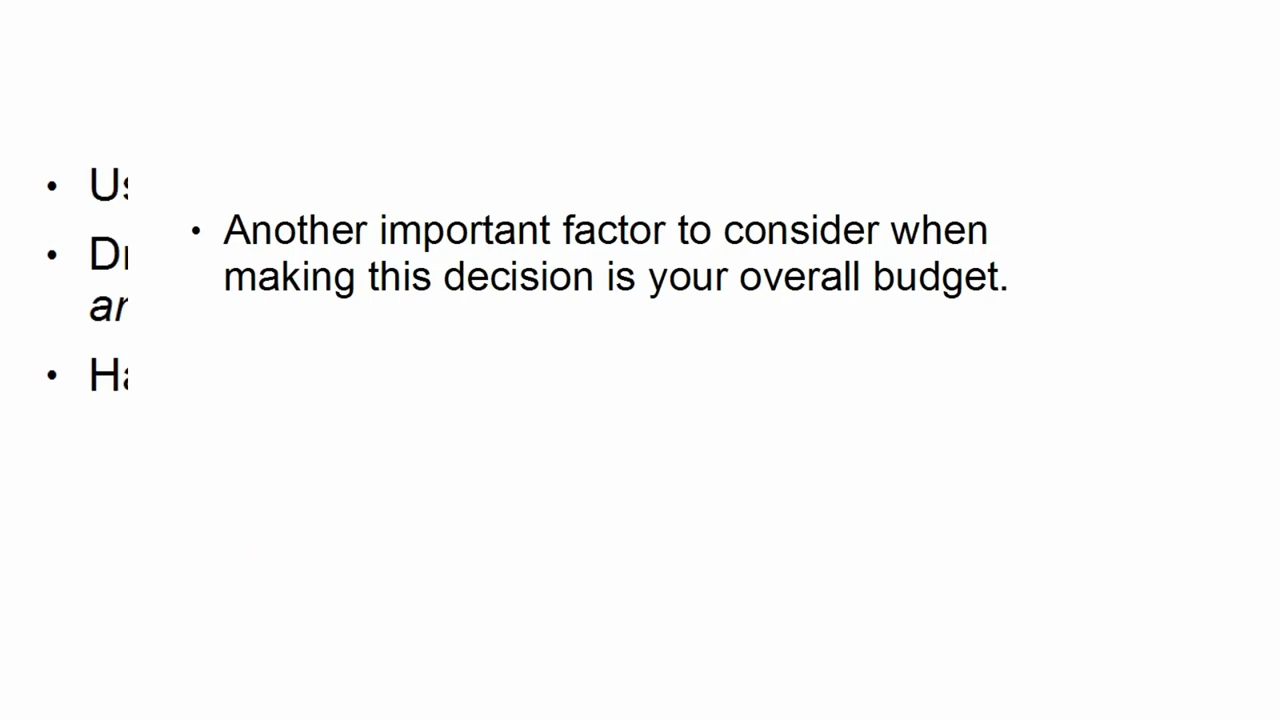 • Another important factor to consider when
making this decision is your overall budget.